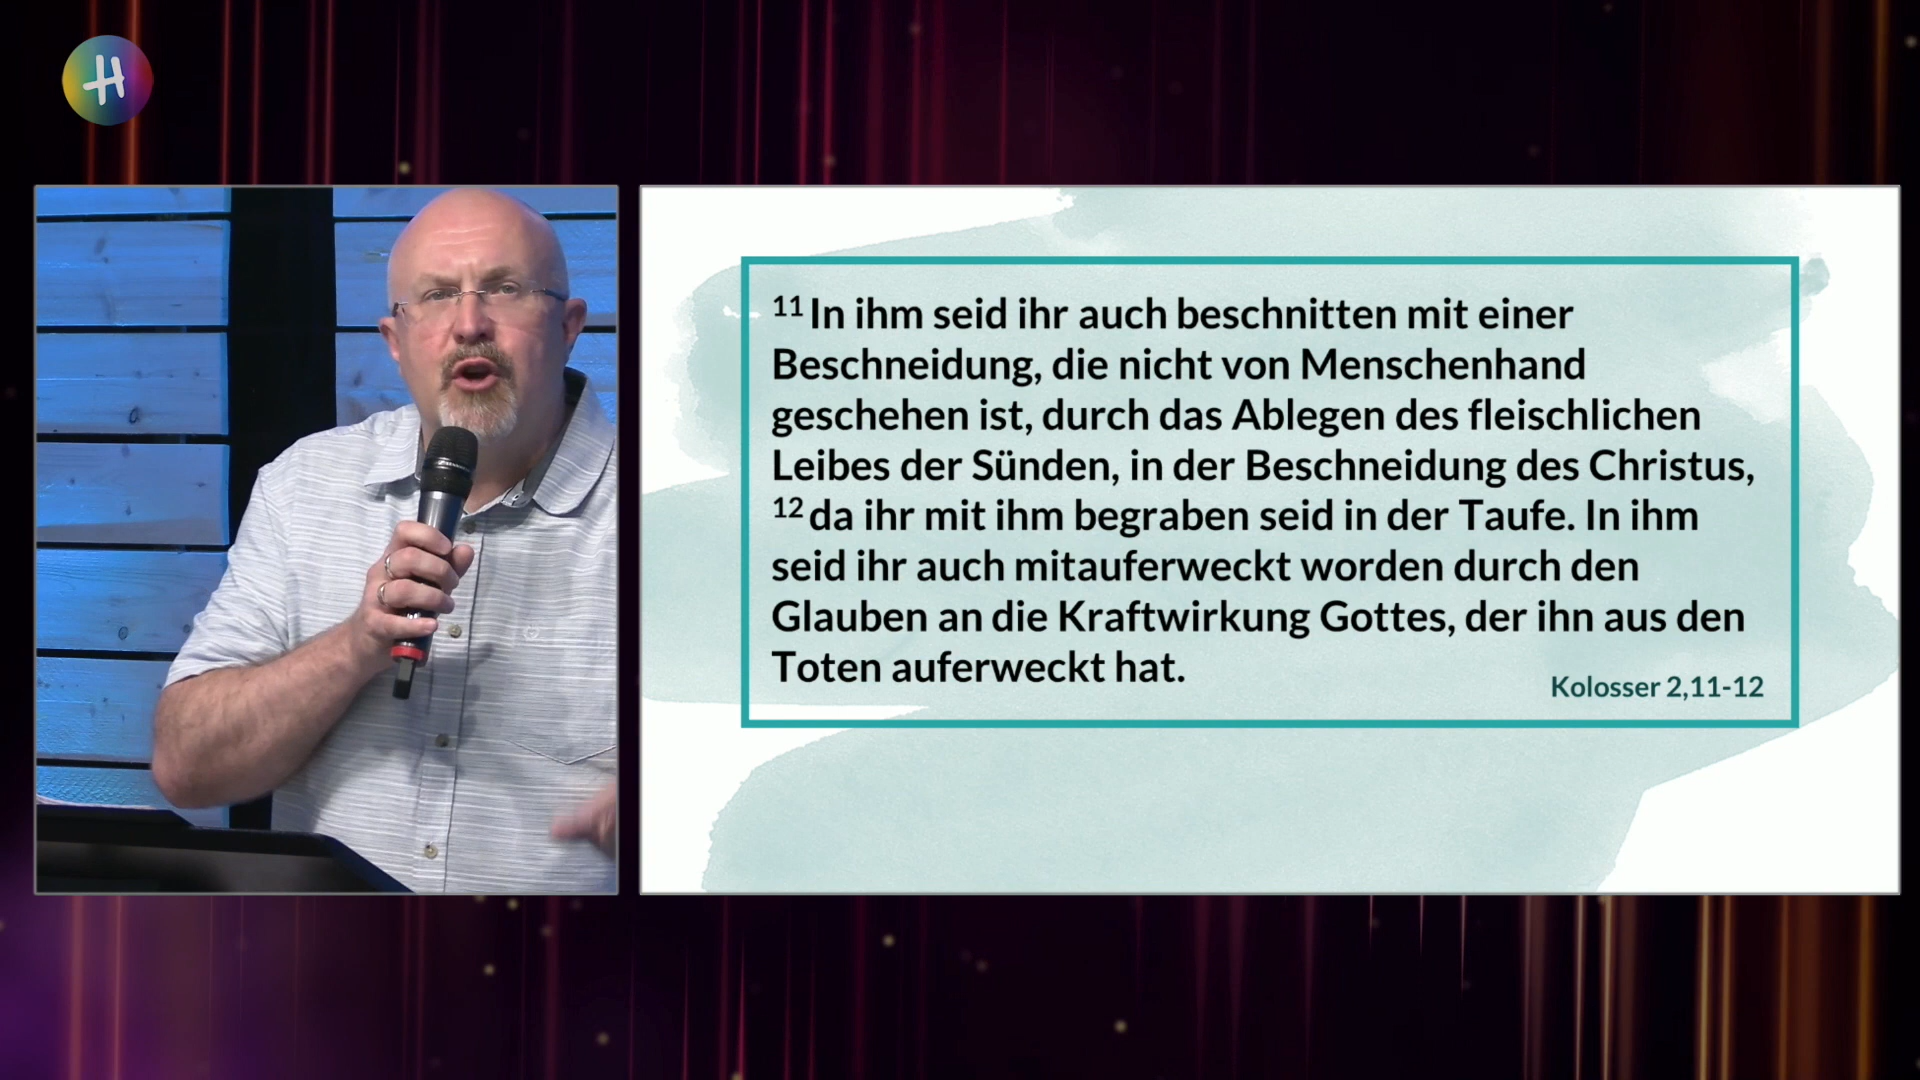 H
11 In ihm seid ihr auch beschnitten mit einer
Beschneidung, die nicht von Menschenhand
geschehen ist, durch das Ablegen des fleischlichen
Leibes der Sünden, in der Beschneidung des Christus,
12 da ihr mit ihm begraben seid in der Taufe. In ihm
seid ihr auch mitauferweckt worden durch den
Glauben an die Kraftwirkung Gottes, der ihn aus den
Toten auferweckt hat.
Kolosser 2,11-12